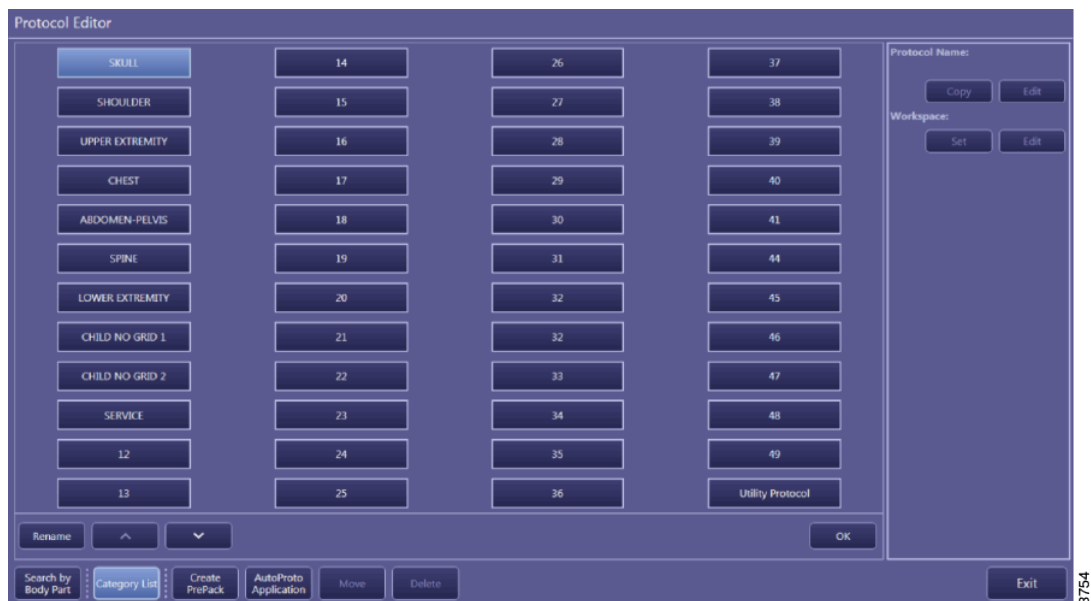 Protocol Editor
SKULL
14
26
37
Protocol Name:
SHOULDER
15
27
38
Copy
Edit
Workspace:
UPPER EXTREMITY
16
28
39
Set
Edit
CHEST
17
29
40
ABDOMEN-PELVIS
18
30
41
SPINE
19
31
44
LOWER EXTREMITY
20
32
45
CHILD NO GRID 1
21
32
46
CHILD NO GRID 2
22
33
47
SERVICE
23
34
48
12
24
35
49
13
25
36
Utility Protocol
Rename
OK
Search by
Body Part
Category List
Create
PrePack
AutoProto
Application
Move
Delete
Exit